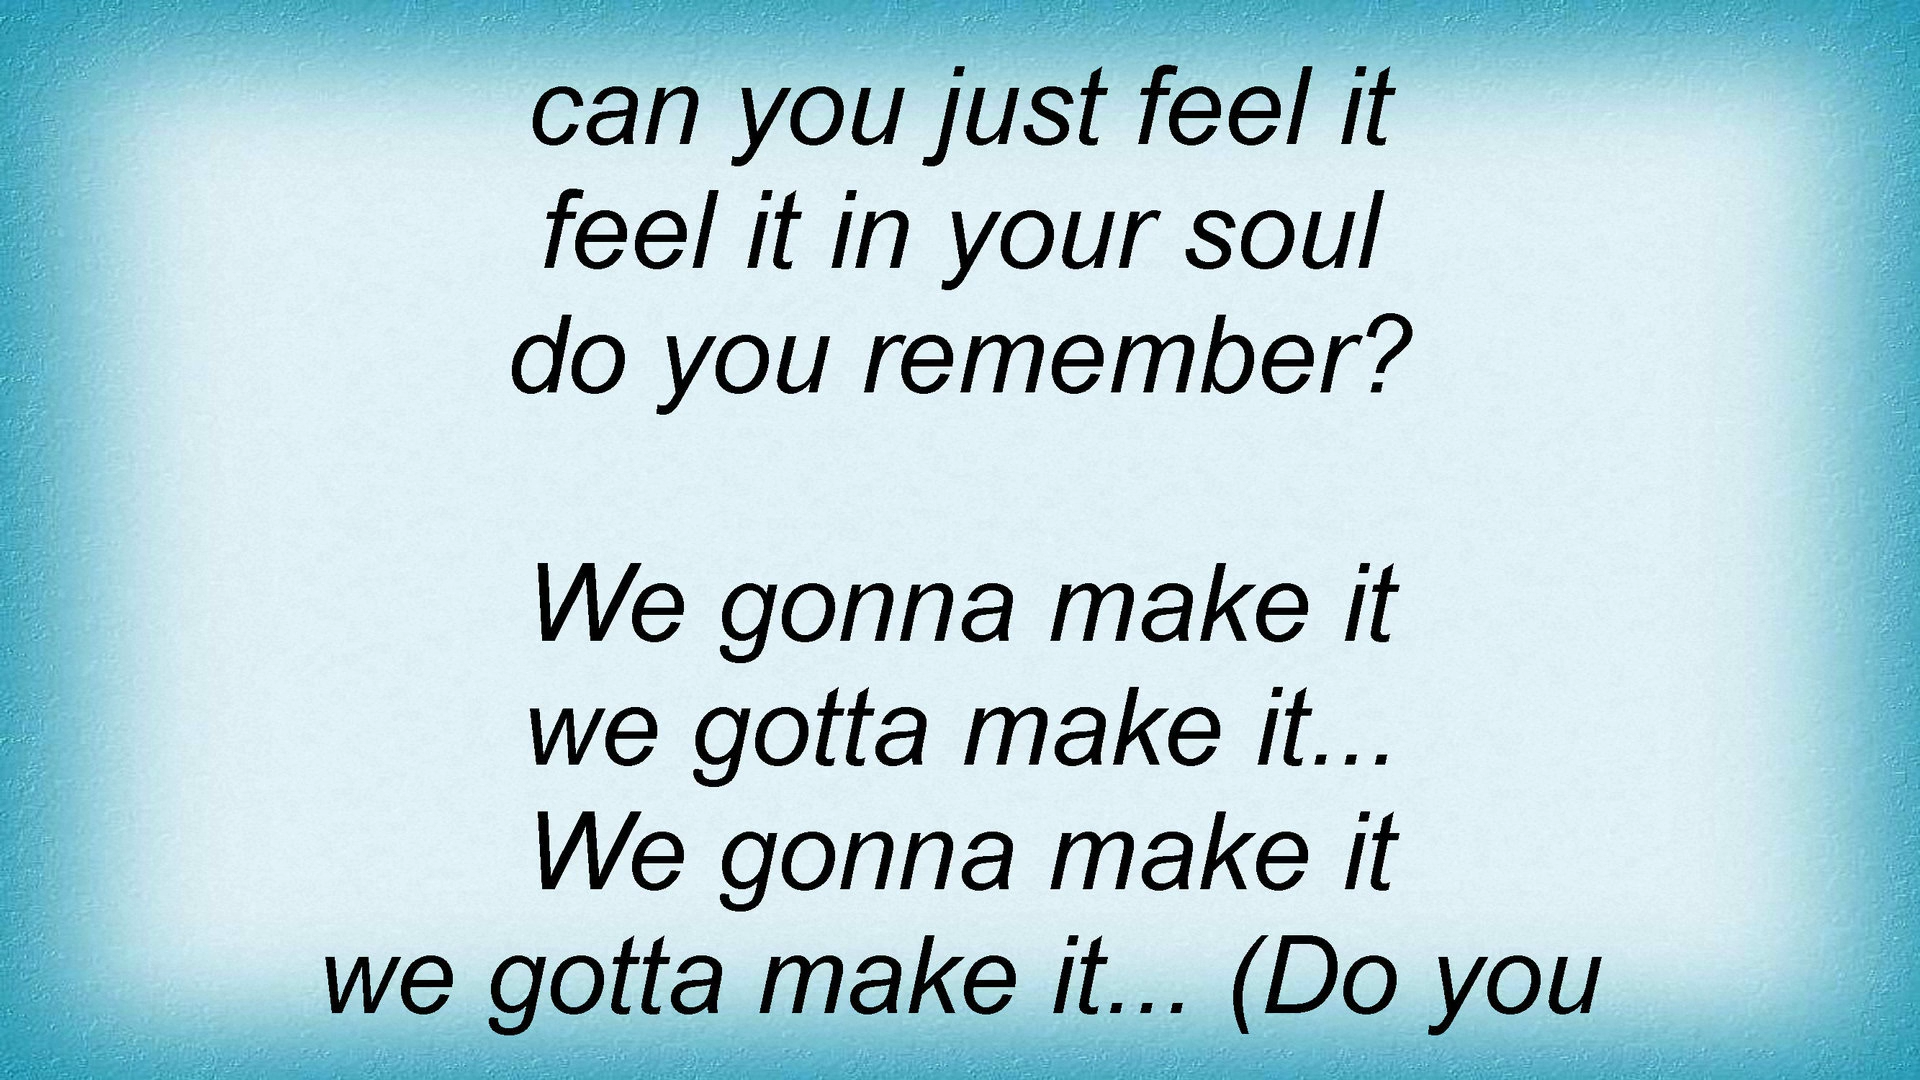 can you just feel it
feel it in your soul
do you remember?
We gonna make it
we gotta make it...
We gonna make it
we gotta make it... (Do you